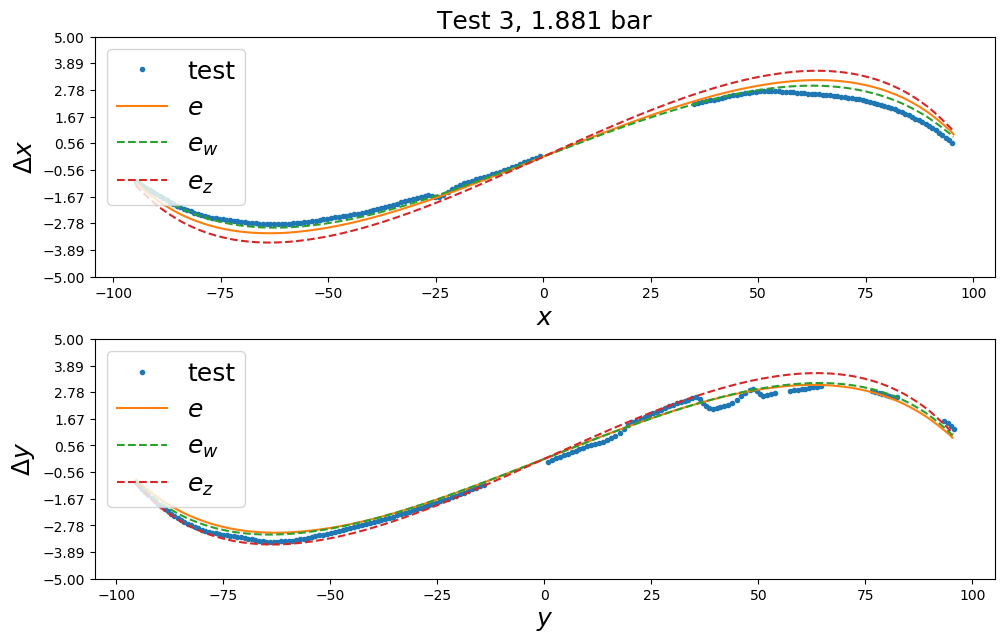 Test 3, 1.881 bar
5.00
3.89
2.78
1.67
0.56
−0.56
−1.67
−2.78
−3.89
−5.00
Δx
test
e
e_w
e_z
−100
−75
−50
−25
0
25
50
75
100
x
5.00
3.89
2.78
1.67
0.56
−0.56
−1.67
−2.78
−3.89
−5.00
Δy
test
e
e_w
e_z
−100
−75
−50
−25
0
25
50
75
100
y